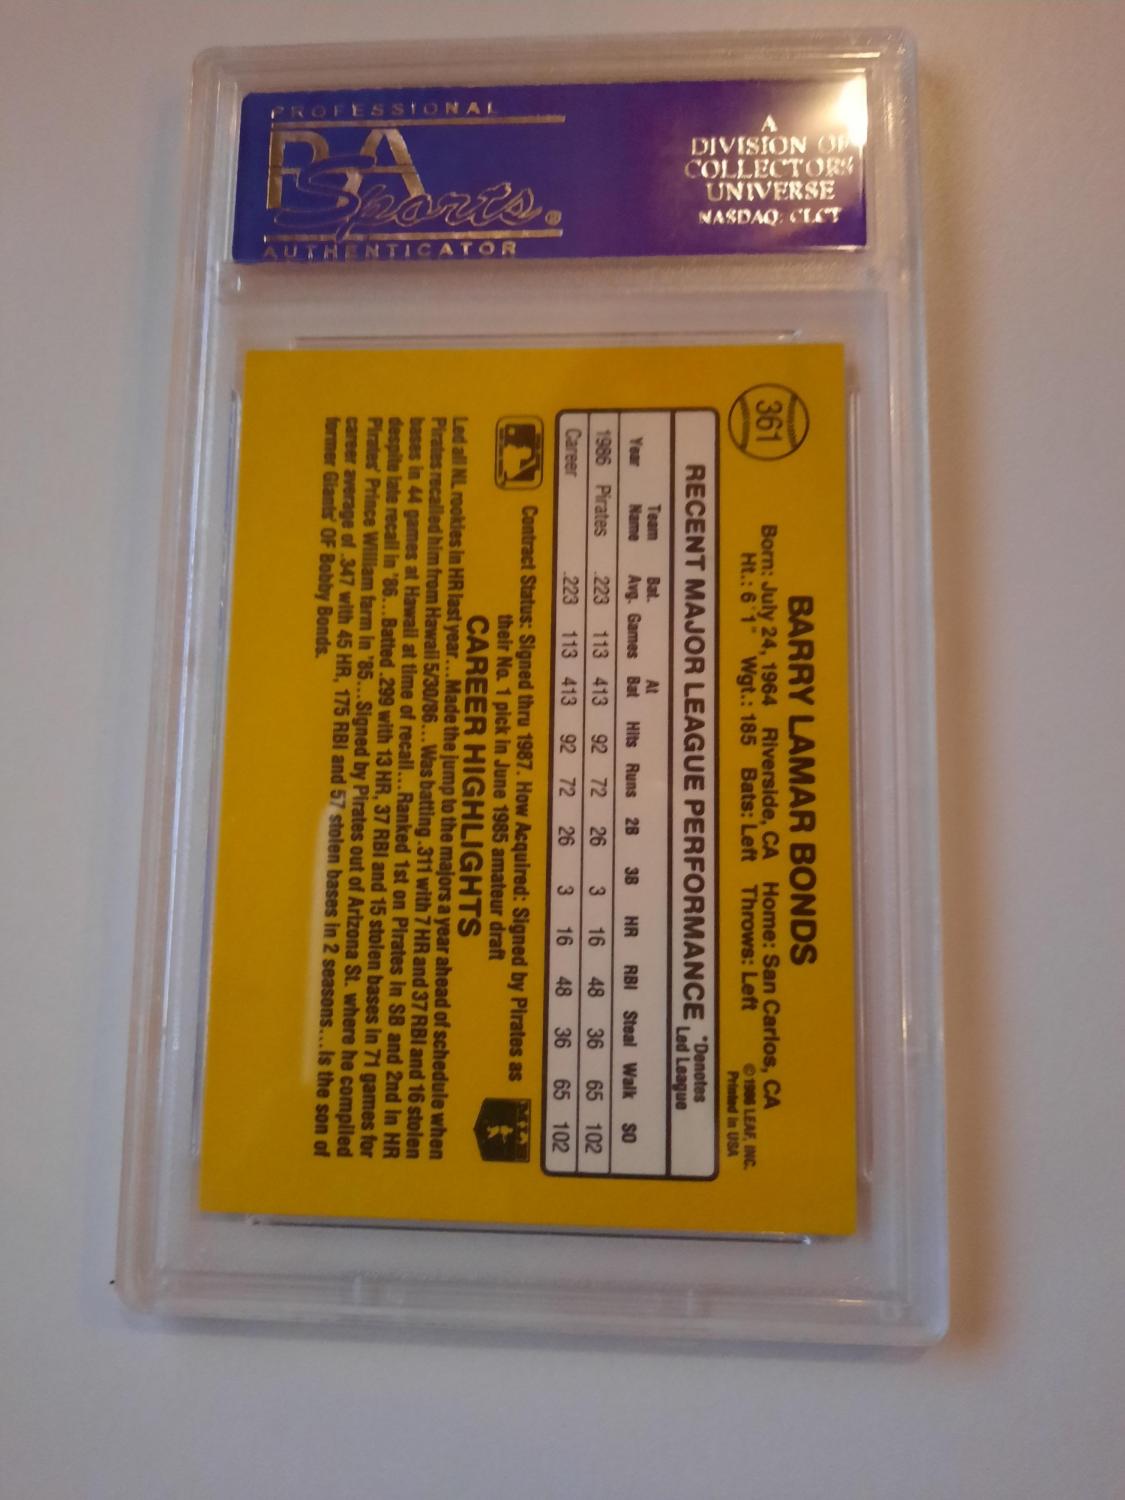 PROFESSIONAL
PSA
Sports®
AUTHENTICATOR
A
DIVISION OF
COLLECTORS
UNIVERSE
NASDAQ: CLCT
361
BARRY LAMAR BONDS
Born: July 24, 1964 Riverside, CA Home: San Carlos, CA
Ht.: 6'1" Wgt.: 185 Bats: Left Throws: Left
©1986 LEAF, INC.
Printed in USA
RECENT MAJOR LEAGUE PERFORMANCE
*Denotes
Led League
Year Team Name Bat. Avg. Games At Bat Hits Runs 2B 3B HR RBI Steal Walk SO
1986 Pirates .223 113 413 92 72 26 3 16 48 36 65 102
Career .223 113 413 92 72 26 3 16 48 36 65 102
Contract Status: Signed thru 1987. How Acquired: Signed by Pirates as
their No. 1 pick in June 1985 amateur draft
MLBPA
CAREER HIGHLIGHTS
Led all NL rookies in HR last year...Made the jump to the majors a year ahead of schedule when
Pirates recalled him from Hawaii 5/30/86...Was batting .311 with 7 HR and 37 RBI and 16 stolen
bases in 44 games at Hawaii at time of recall...Ranked 1st on Pirates in SB and 2nd in HR
despite late recall in '86...Batted .299 with 13 HR, 37 RBI and 15 stolen bases in 71 games for
Pirates' Prince William farm in '85...Signed by Pirates out of Arizona St. where he compiled
career average of .347 with 45 HR, 175 RBI and 57 stolen bases in 2 seasons...Is the son of
former Giants' OF Bobby Bonds.